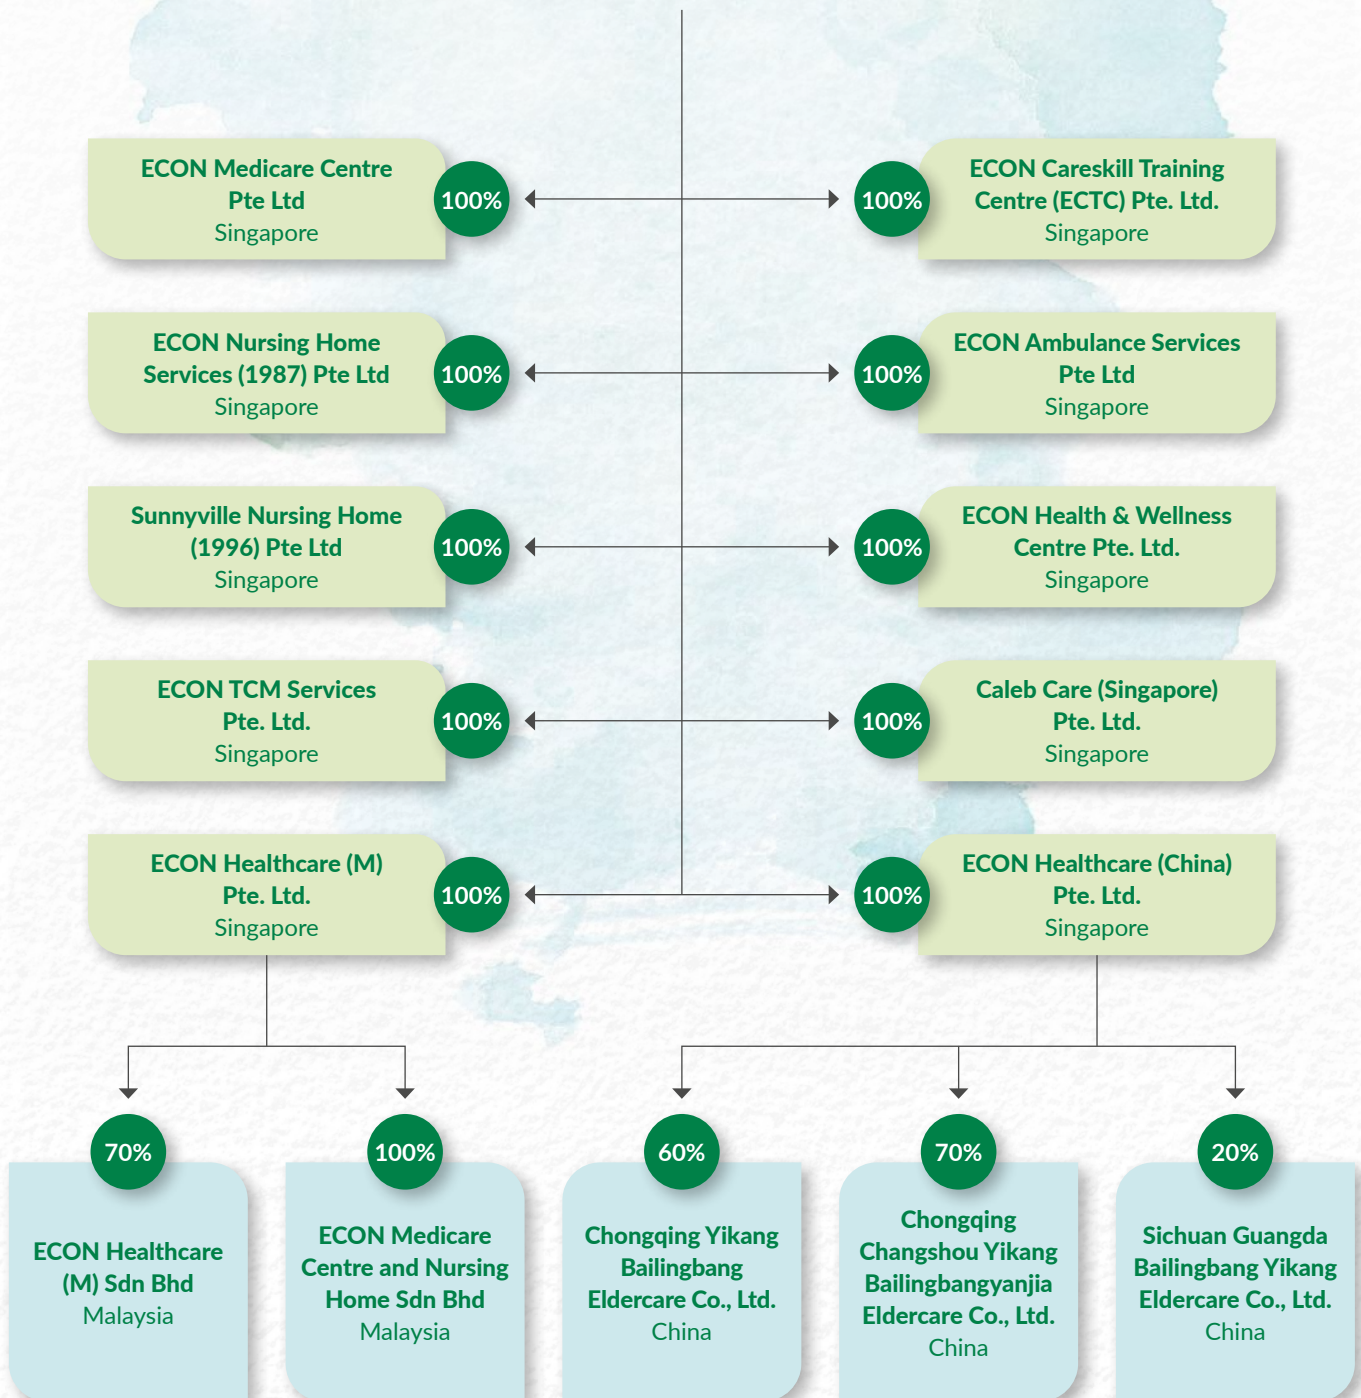 ECON Medicare Centre
Pte Ltd
Singapore
100%
100%
ECON Careskill Training
Centre (ECTC) Pte. Ltd.
Singapore
ECON Nursing Home
Services (1987) Pte Ltd
Singapore
100%
100%
ECON Ambulance Services
Pte Ltd
Singapore
Sunnyville Nursing Home
(1996) Pte Ltd
Singapore
100%
100%
ECON Health & Wellness
Centre Pte. Ltd.
Singapore
ECON TCM Services
Pte. Ltd.
Singapore
100%
100%
Caleb Care (Singapore)
Pte. Ltd.
Singapore
ECON Healthcare (M)
Pte. Ltd.
Singapore
100%
100%
ECON Healthcare (China)
Pte. Ltd.
Singapore
70%
ECON Healthcare
(M) Sdn Bhd
Malaysia
100%
ECON Medicare
Centre and Nursing
Home Sdn Bhd
Malaysia
60%
Chongqing Yikang
Bailingbang
Eldercare Co., Ltd.
China
70%
Chongqing
Changshou Yikang
Bailingbangyanjia
Eldercare Co., Ltd.
China
20%
Sichuan Guangda
Bailingbang Yikang
Eldercare Co., Ltd.
China